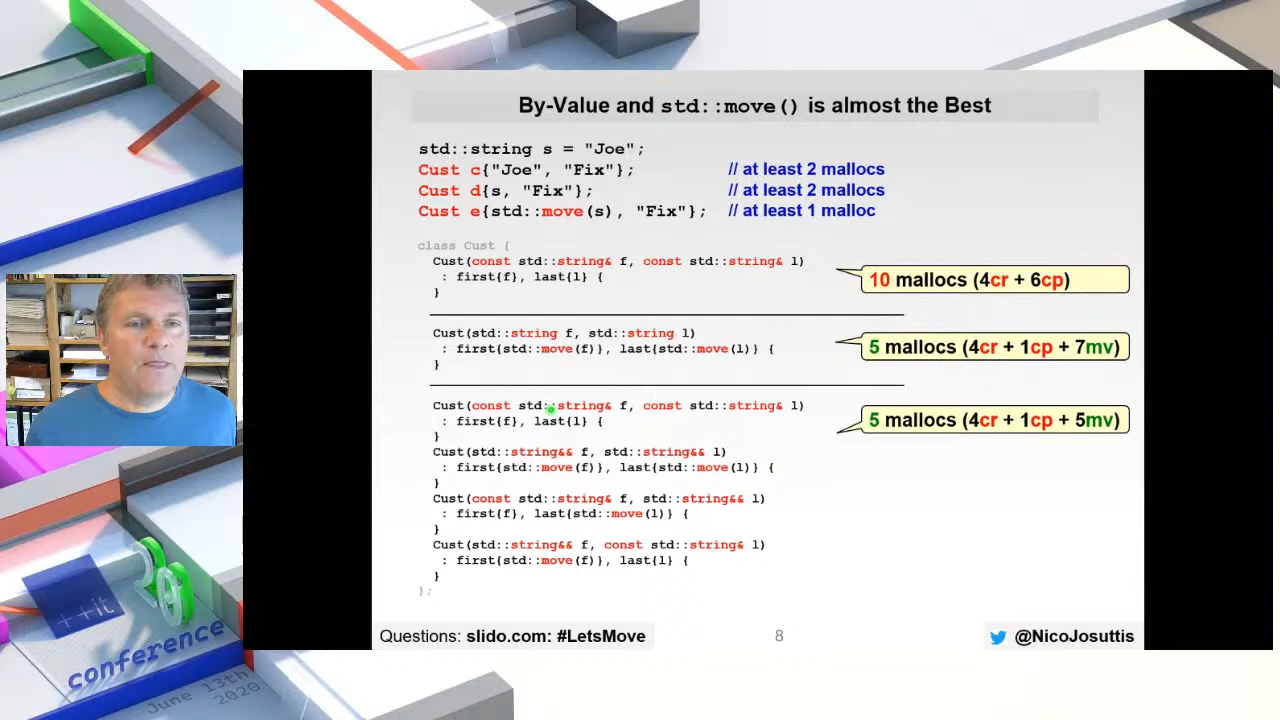 By-Value and std::move() is almost the Best
std::string s = "Joe";
Cust c{"Joe", "Fix"}; // at least 2 mallocs
Cust d{s, "Fix"}; // at least 2 mallocs
Cust e{std::move(s), "Fix"}; // at least 1 malloc
class Cust {
Cust(const std::string& f, const std::string& l)
: first{f}, last{l} {
}
10 mallocs (4cr + 6cp)
Cust(std::string f, std::string l)
: first{std::move(f)}, last{std::move(l)} {
}
5 mallocs (4cr + 1cp + 7mv)
Cust(const std::string& f, const std::string& l)
: first{f}, last{l} {
}
5 mallocs (4cr + 1cp + 5mv)
Cust(std::string&& f, std::string&& l)
: first{std::move(f)}, last{std::move(l)} {
}
Cust(const std::string& f, std::string&& l)
: first{f}, last{std::move(l)} {
}
Cust(std::string&& f, const std::string& l)
: first{std::move(f)}, last{l} {
}
};
Questions: slido.com: #LetsMove
8
@NicoJosuttis
++it
20
conference
June 13th
2020